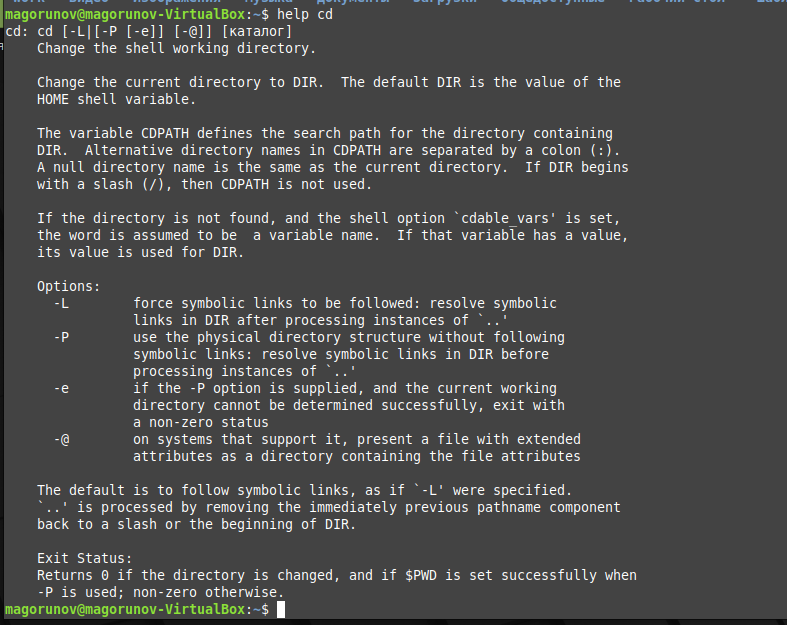 magorunov@magorunov-VirtualBox:~$ help cd
cd: cd [-L|[-P [-e]] [-@]] [каталог]
    Change the shell working directory.

    Change the current directory to DIR.  The default DIR is the value of the
    HOME shell variable.

    The variable CDPATH defines the search path for the directory containing
    DIR.  Alternative directory names in CDPATH are separated by a colon (:).
    A null directory name is the same as the current directory.  If DIR begins
    with a slash (/), then CDPATH is not used.

    If the directory is not found, and the shell option `cdable_vars' is set,
    the word is assumed to be  a variable name.  If that variable has a value,
    its value is used for DIR.

    Options:
      -L        force symbolic links to be followed: resolve symbolic
                links in DIR after processing instances of `..'
      -P        use the physical directory structure without following
                symbolic links: resolve symbolic links in DIR before
                processing instances of `..'
      -e        if the -P option is supplied, and the current working
                directory cannot be determined successfully, exit with
                a non-zero status
      -@        on systems that support it, present a file with extended
                attributes as a directory containing the file attributes

    The default is to follow symbolic links, as if `-L' were specified.
    `..' is processed by removing the immediately previous pathname component
    back to a slash or the beginning of DIR.

    Exit Status:
    Returns 0 if the directory is changed, and if $PWD is set successfully when
    -P is used; non-zero otherwise.
magorunov@magorunov-VirtualBox:~$